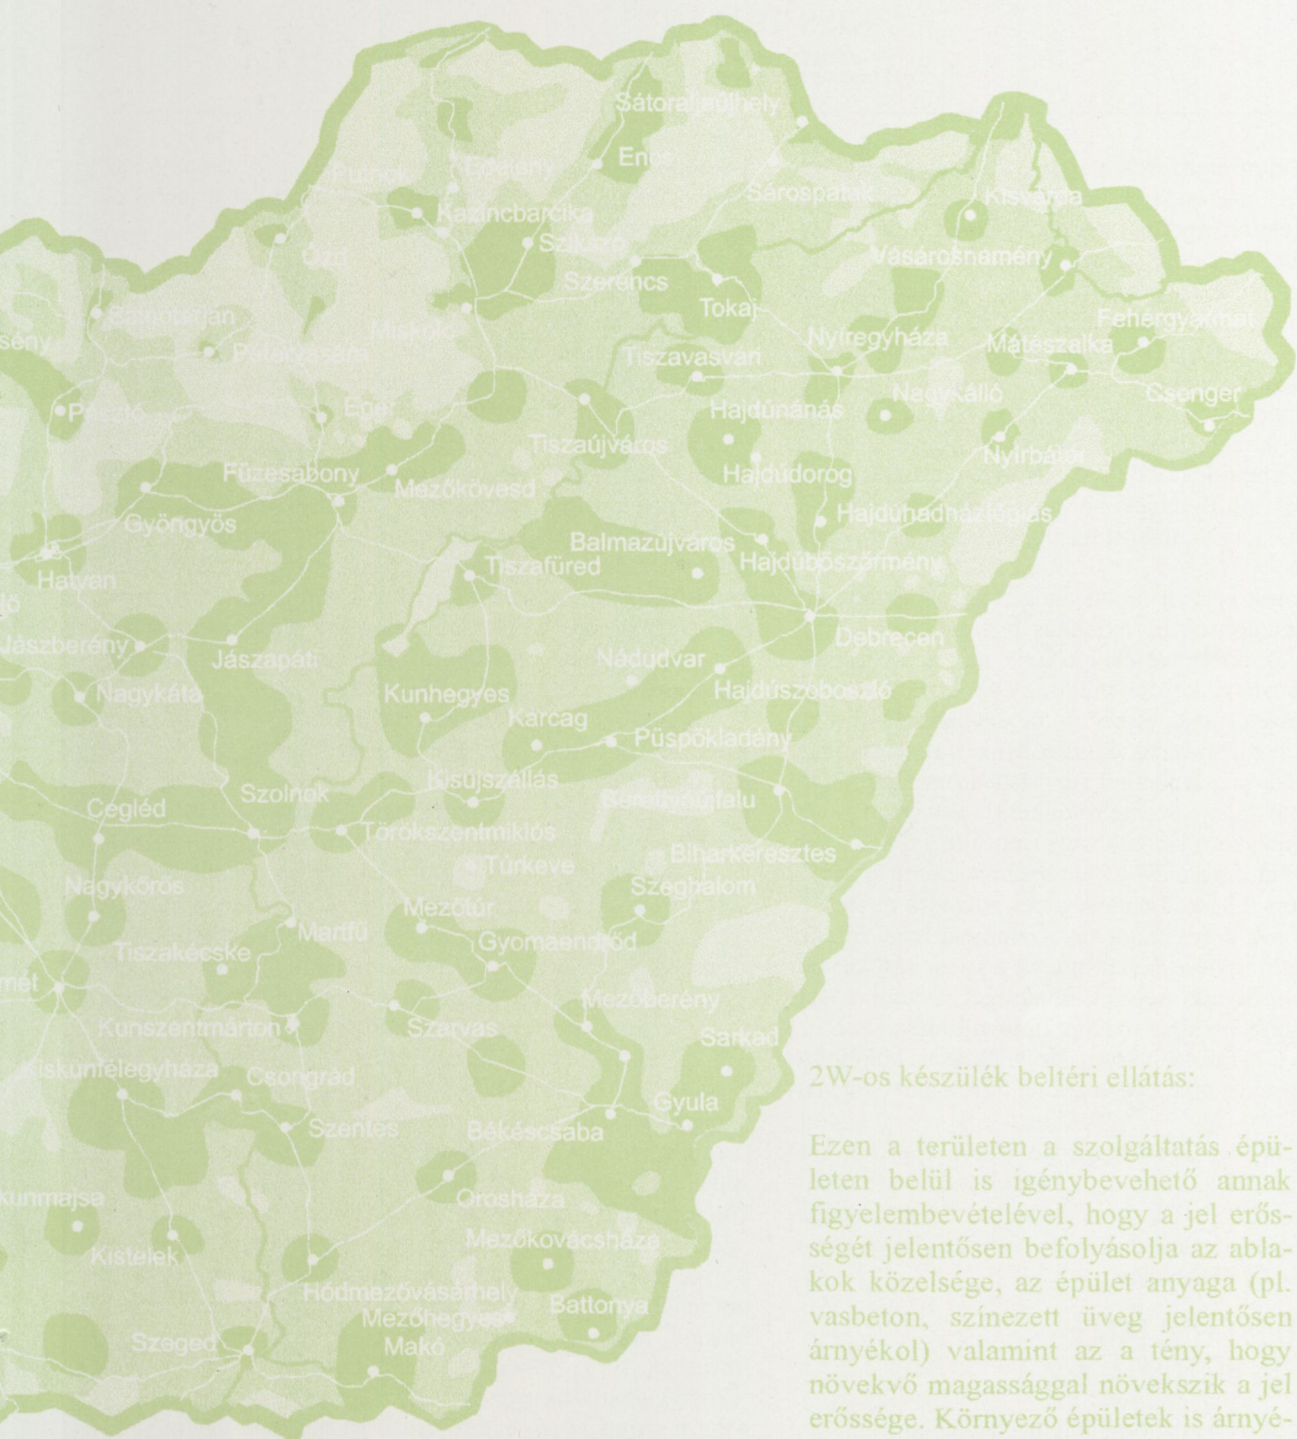 Sátoraljaújhely
Encs
Sárospatak
Kisvárda
Kazincbarcika
Szikszó
Ózd
Vásárosnamény
Szerencs
Tokaj
Fehérgyarmat
Miskolc
Nyíregyháza
Mátészalka
Tiszavasvári
Nagykálló
Csenger
Hajdúnánás
Eger
Tiszaújváros
Nyírbátor
Füzesabony
Hajdúdorog
Mezőkövesd
Gyöngyös
Balmazújváros
Hajdúböszörmény
Tiszafüred
Hatvan
Jászberény
Debrecen
Jászapáti
Nádudvar
Nagykáta
Kunhegyes
Hajdúszoboszló
Karcag
Püspökladány
Kisújszállás
Szolnok
Cegléd
Berettyóújfalu
Törökszentmiklós
Biharkeresztes
Túrkeve
Nagykőrös
Szeghalom
Mezőtúr
Martfű
Gyomaendrőd
Tiszakécske
mét
Mezőberény
Kunszentmárton
Szarvas
Sarkad
Kiskunfélegyháza
Csongrád
Gyula
Szentes
Békéscsaba
kunmajsa
Orosháza
Mezőkovácsháza
Kistelek
Hódmezővásárhely
Battonya
Mezőhegyes
Szeged
Makó
2W-os készülék beltéri ellátás:
Ezen a területen a szolgáltatás épü-
leten belül is igénybevehető annak
figyelembevételével, hogy a jel erős-
ségét jelentősen befolyásolja az abla-
kok közelsége, az épület anyaga (pl.
vasbeton, színezett üveg jelentősen
árnyékol) valamint az a tény, hogy
növekvő magassággal növekszik a jel
erőssége. Környező épületek is árnyé-